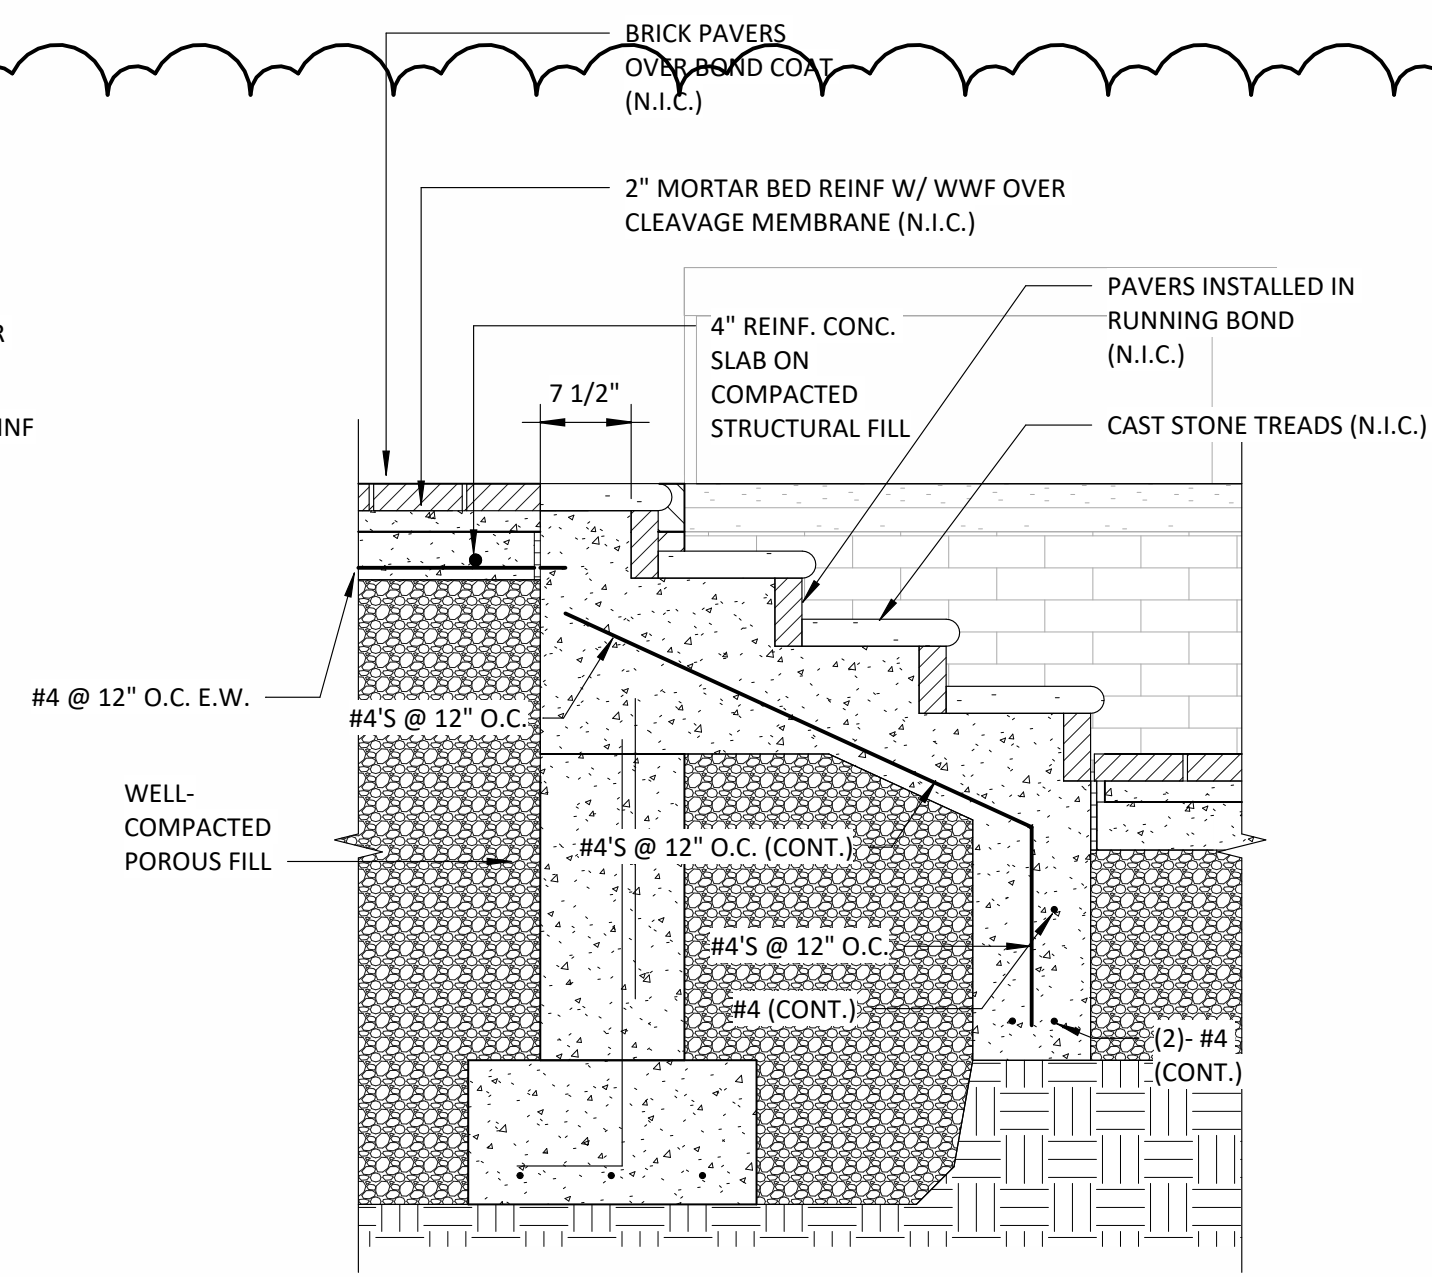 BRICK PAVERS
OVER BOND COAT
(N.I.C.)
2" MORTAR BED REINF W/ WWF OVER
CLEAVAGE MEMBRANE (N.I.C.)
PAVERS INSTALLED IN
RUNNING BOND
(N.I.C.)
4" REINF. CONC.
SLAB ON
COMPACTED
STRUCTURAL FILL
R
7 1/2"
CAST STONE TREADS (N.I.C.)
INF
#4 @ 12" O.C. E.W.
#4'S @ 12" O.C.
WELL-
COMPACTED
POROUS FILL
#4'S @ 12" O.C. (CONT.)
#4'S @ 12" O.C.
#4 (CONT.)
(2)- #4
(CONT.)